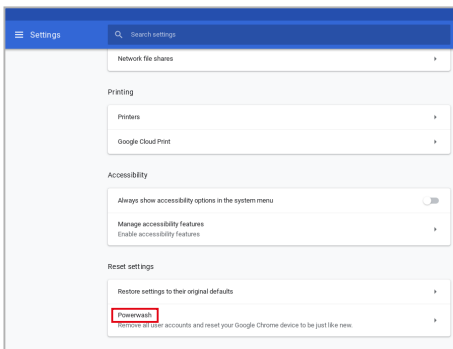 Settings
Search settings
Network file shares
Printing
Printers
Google Cloud Print
Accessibility
Always show accessibility options in the system menu
Manage accessibility features
Enable accessibility features
Reset settings
Restore settings to their original defaults
Powerwash
Remove all user accounts and reset your Google Chrome device to be just like new.